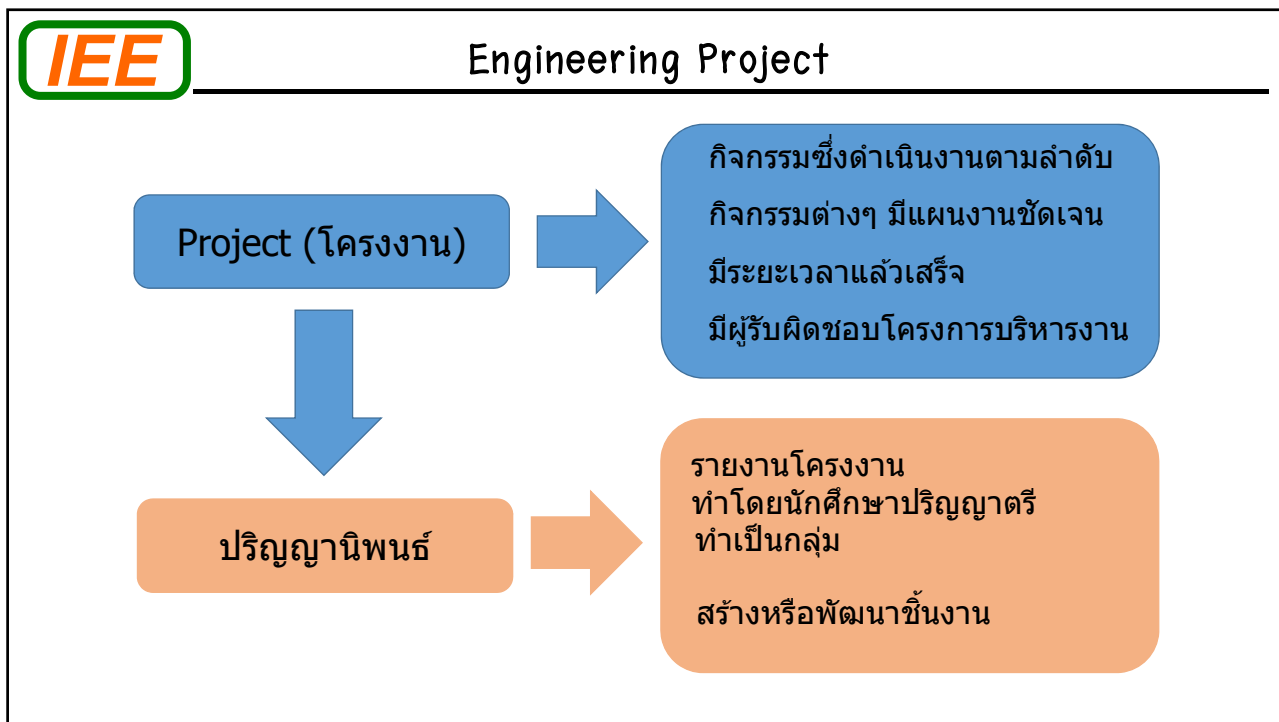 IEE
Engineering Project
Project (โครงงาน)
กิจกรรมซึ่งดำเนินงานตามลำดับ
กิจกรรมต่างๆ มีแผนงานชัดเจน
มีระยะเวลาแล้วเสร็จ
มีผู้รับผิดชอบโครงการบริหารงาน
ปริญญานิพนธ์
รายงานโครงงาน
ทำโดยนักศึกษาปริญญาตรี
ทำเป็นกลุ่ม
สร้างหรือพัฒนาชิ้นงาน